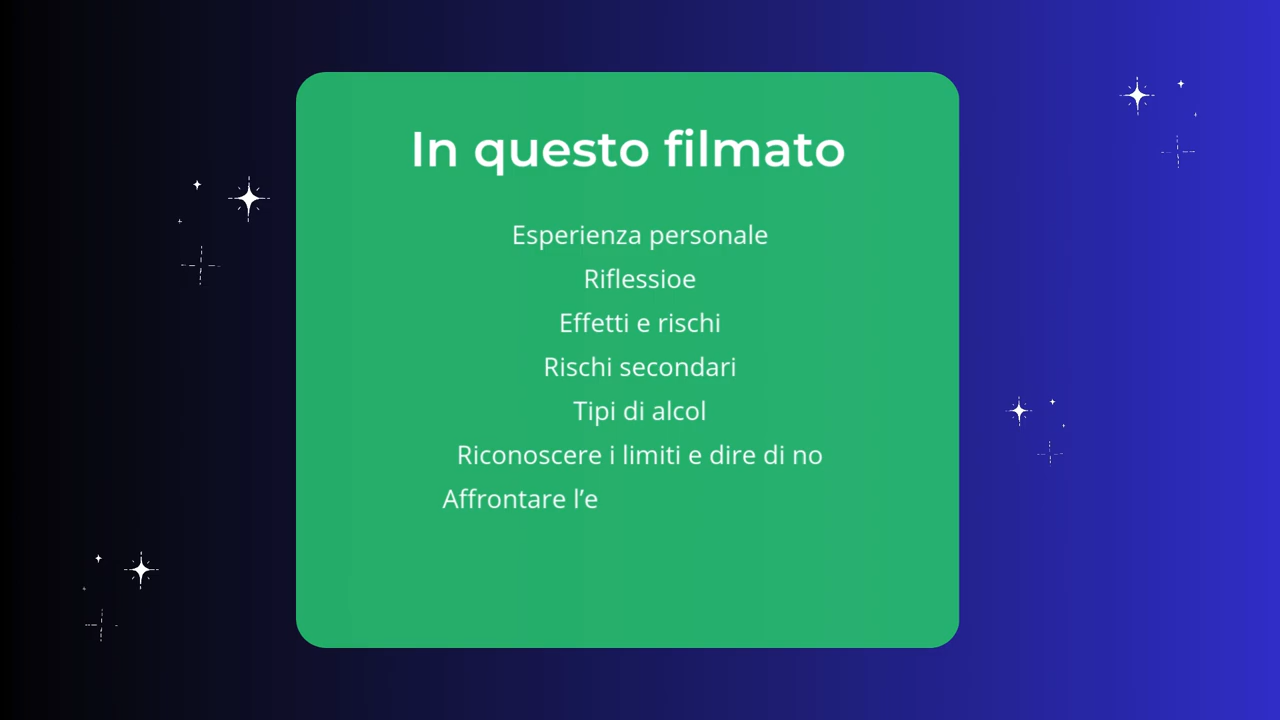 In questo filmato
Esperienza personale
Riflessioe
Effetti e rischi
Rischi secondari
Tipi di alcol
Riconoscere i limiti e dire di no
Affrontare l’e